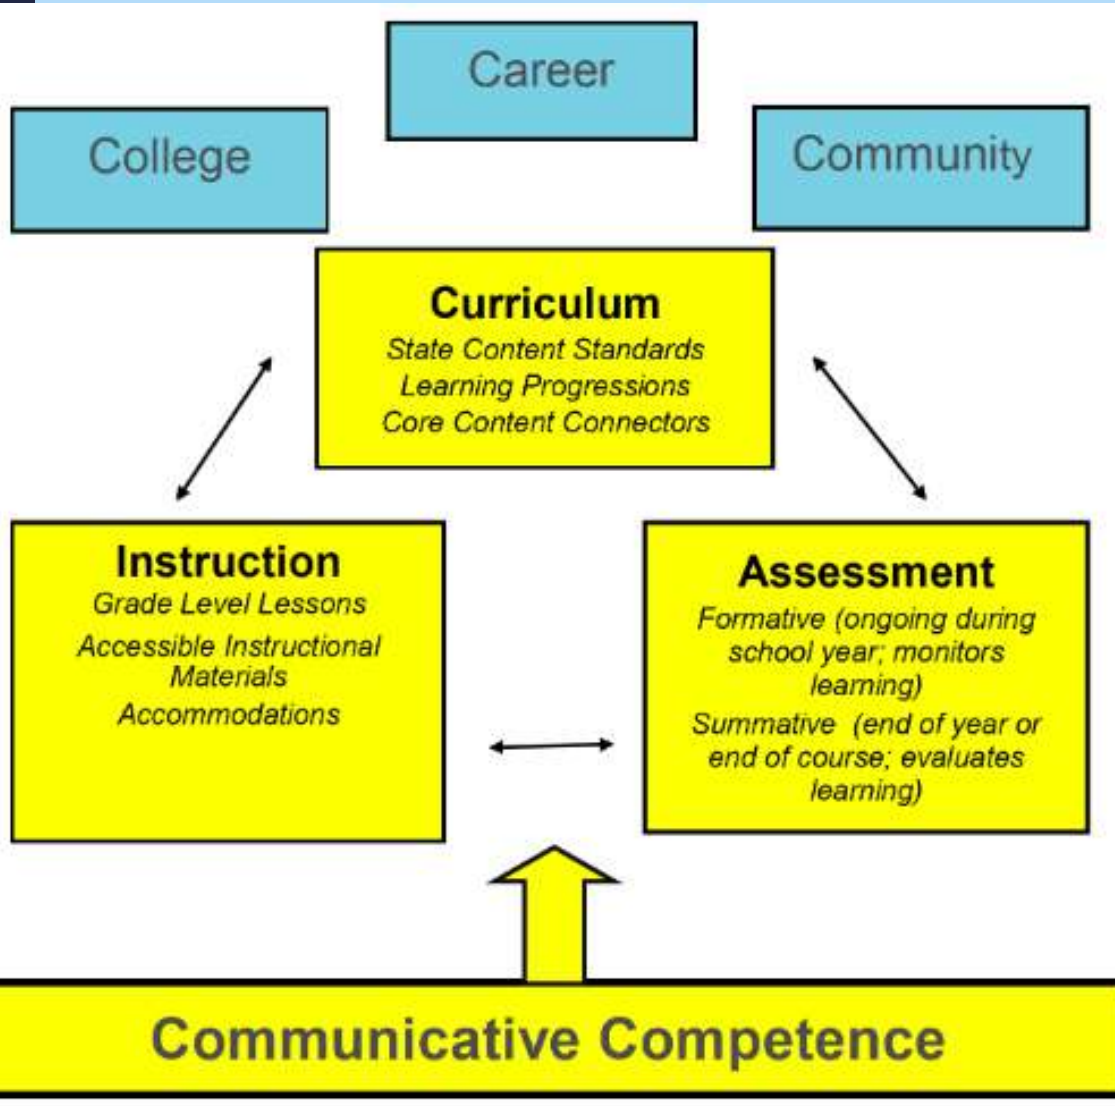 Career
College
Community
Curriculum
State Content Standards
Learning Progressions
Core Content Connectors
Instruction
Grade Level Lessons
Accessible Instructional
Materials
Accommodations
Assessment
Formative (ongoing during
school year; monitors
learning)
Summative (end of year or
end of course; evaluates
learning)
Communicative Competence